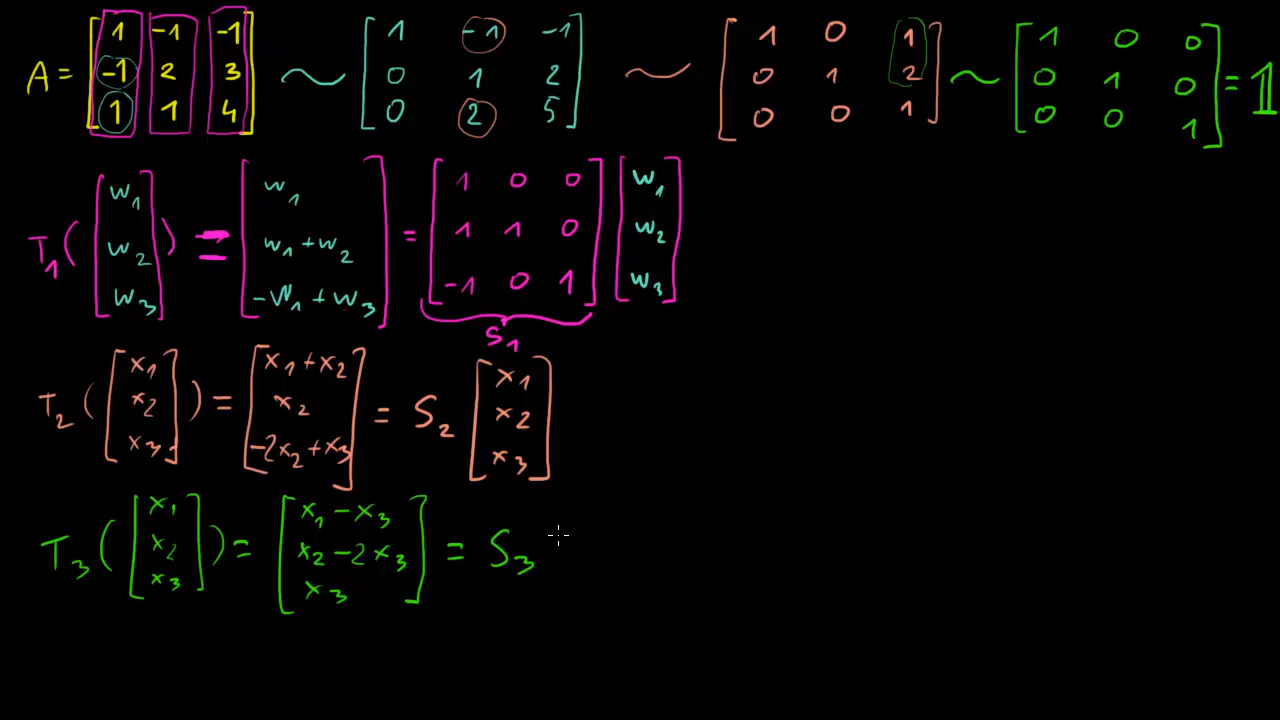 A = [ 1 -1 -1 ; -1 2 3 ; 1 1 4 ] ~ [ 1 -1 -1 ; 0 1 2 ; 0 2 5 ] ~ [ 1 0 1 ; 0 1 2 ; 0 0 1 ] ~ [ 1 0 0 ; 0 1 0 ; 0 0 1 ] = 𝟙
T₁ ( [ w₁ ; w₂ ; w₃ ] ) = [ w₁ ; w₁ + w₂ ; -w₁ + w₃ ] = [ 1 0 0 ; 1 1 0 ; -1 0 1 ] [ w₁ ; w₂ ; w₃ ]
S₁
T₂ ( [ x₁ ; x₂ ; x₃ ] ) = [ x₁ + x₂ ; x₂ ; -2x₂ + x₃ ] = S₂ [ x₁ ; x₂ ; x₃ ]
T₃ ( [ x₁ ; x₂ ; x₃ ] ) = [ x₁ - x₃ ; x₂ - 2x₃ ; x₃ ] = S₃